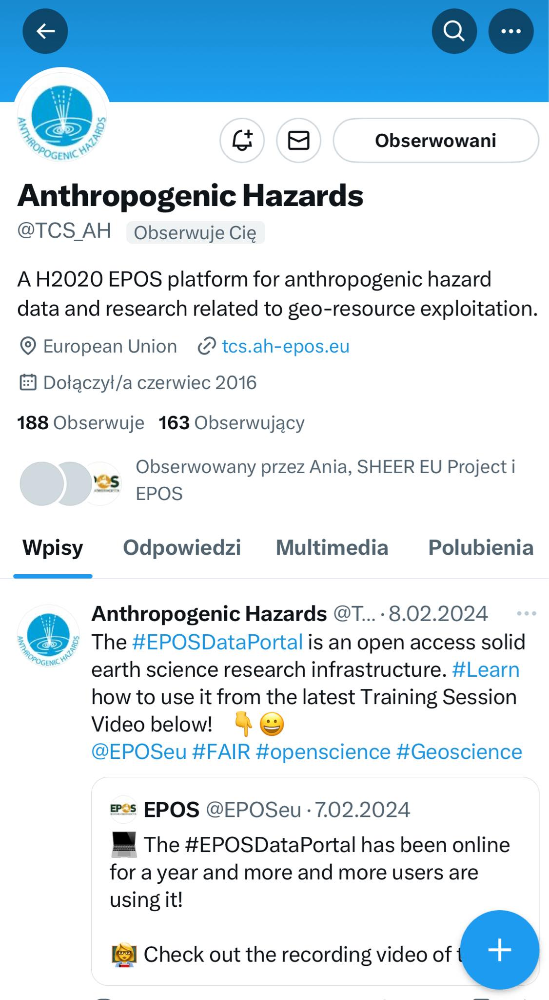 ANTHROPOGENIC HAZARDS
Obserwowani
Anthropogenic Hazards
@TCS_AH Obserwuje Cię
A H2020 EPOS platform for anthropogenic hazard
data and research related to geo-resource exploitation.
European Union tcs.ah-epos.eu
Dołączył/a czerwiec 2016
188 Obserwuje 163 Obserwujący
Obserwowany przez Ania, SHEER EU Project i
EPOS
Wpisy Odpowiedzi Multimedia Polubienia
ANTHROPOGENIC HAZARDS
Anthropogenic Hazards @T... · 8.02.2024
The #EPOSDataPortal is an open access solid
earth science research infrastructure. #Learn
how to use it from the latest Training Session
Video below! 👇😀
@EPOSeu #FAIR #openscience #Geoscience
EPOS
EPOS @EPOSeu · 7.02.2024
💻 The #EPOSDataPortal has been online
for a year and more and more users are
using it!
👩‍🏫 Check out the recording video of